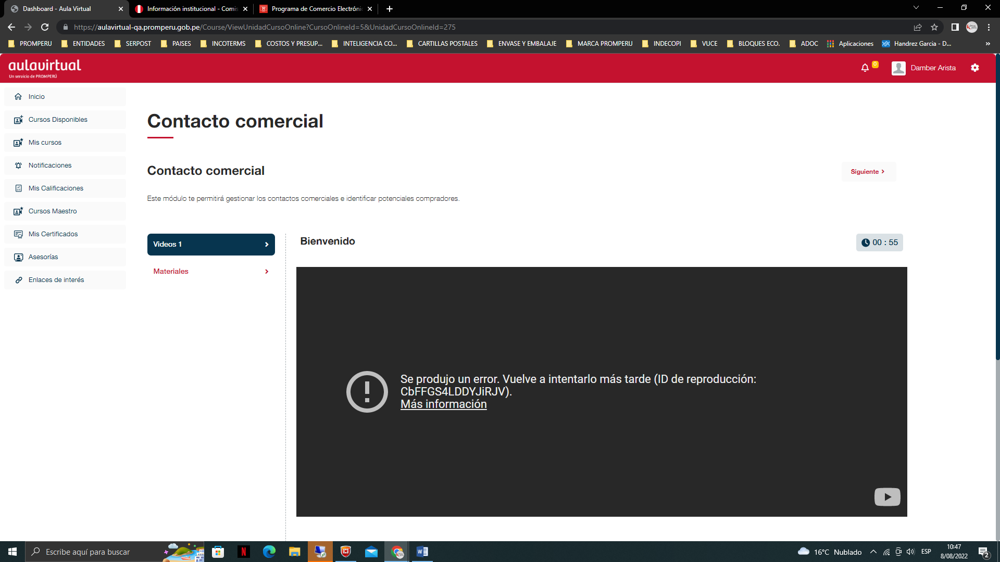 Dashboard - Aula Virtual
Información institucional - Comis
Programa de Comercio Electróni
https://aulavirtual-qa.promperu.gob.pe/Course/ViewUnidadCursoOnline?CursoOnlineId=5&UnidadCursoOnlineId=275
PROMPERU ENTIDADES SERPOST PAISES INCOTERMS COSTOS Y PRESUP... INTELIGENCIA CO... CARTILLAS POSTALES ENVASE Y EMBALAJE MARCA PROMPERU INDECOPI VUCE BLOQUES ECO. ADOC Aplicaciones Handrez Garcia - D... »
aulavirtual
Un servicio de PROMPERÚ
0
Damber Arista
Inicio
Cursos Disponibles
Mis cursos
Notificaciones
Mis Calificaciones
Cursos Maestro
Mis Certificados
Asesorías
Enlaces de interés
Contacto comercial
Contacto comercial
Siguiente
Este módulo te permitirá gestionar los contactos comerciales e identificar potenciales compradores.
Videos 1
Materiales
Bienvenido
00 : 55
Se produjo un error. Vuelve a intentarlo más tarde (ID de reproducción:
CbFFGS4LDDYJiRJV).
Más información
Escribe aquí para buscar
16°C Nublado
ESP
10:47
8/08/2022
2